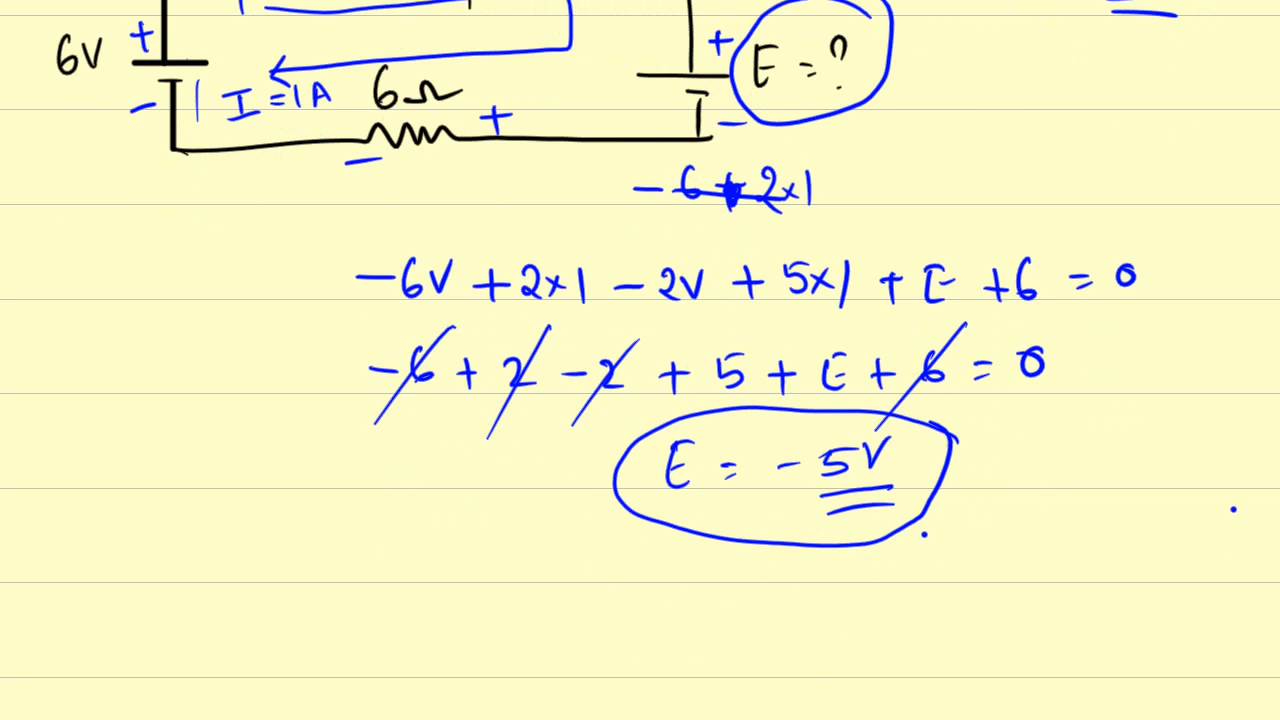 6V + + E = ?
- I = 1A 6Ω + -
-
- 6 + 2×1
-6V + 2×1 - 2V + 5×1 + E + 6 = 0
-6 + 2 - 2 + 5 + E + 6 = 0
E = -5V